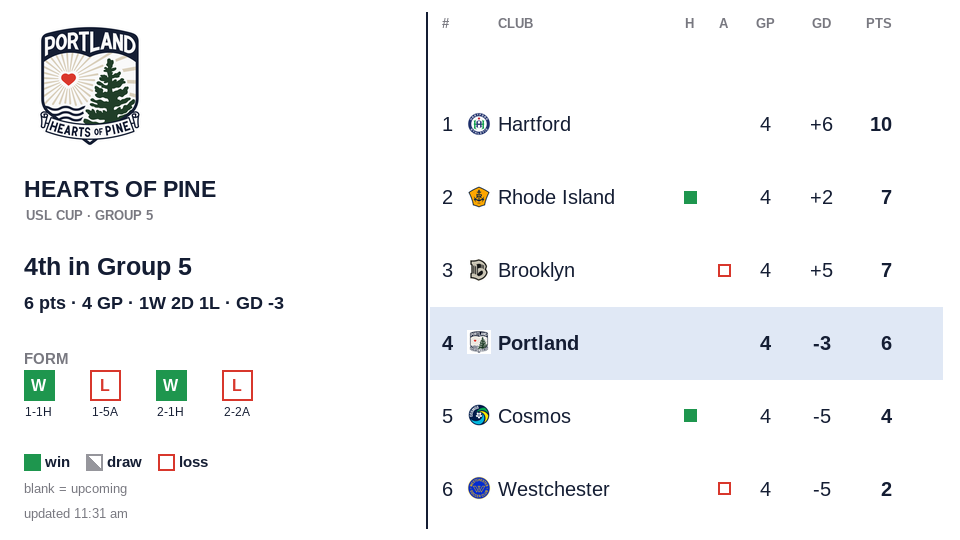 PORTLAND
HEARTS OF PINE
HEARTS OF PINE
USL CUP · GROUP 5
4th in Group 5
6 pts · 4 GP · 1W 2D 1L · GD -3
FORM
W L W L
1-1H 1-5A 2-1H 2-2A
win draw loss
blank = upcoming
updated 11:31 am
# CLUB H A GP GD PTS
1 Hartford 4 +6 10
2 Rhode Island 4 +2 7
3 Brooklyn 4 +5 7
4 Portland 4 -3 6
5 Cosmos 4 -5 4
6 Westchester 4 -5 2